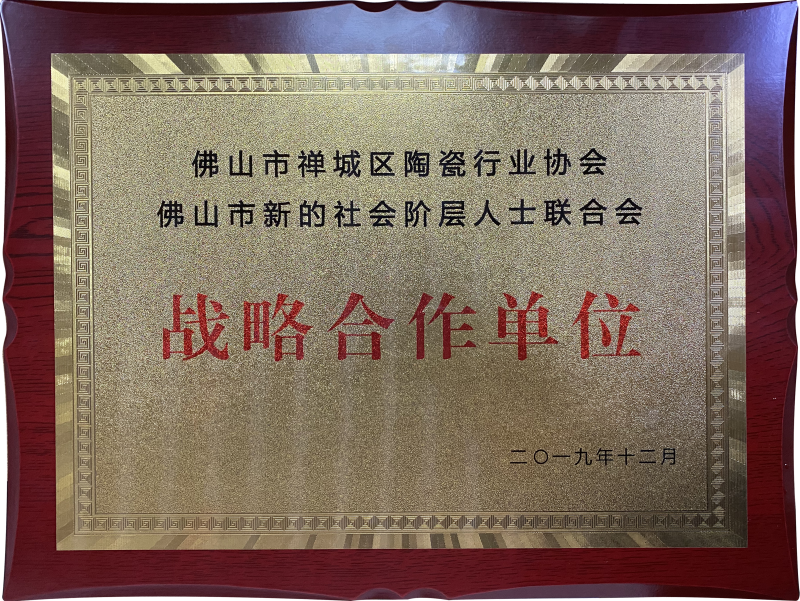 佛山市禅城区陶瓷行业协会
佛山市新的社会阶层人士联合会
战略合作单位
二〇一九年十二月